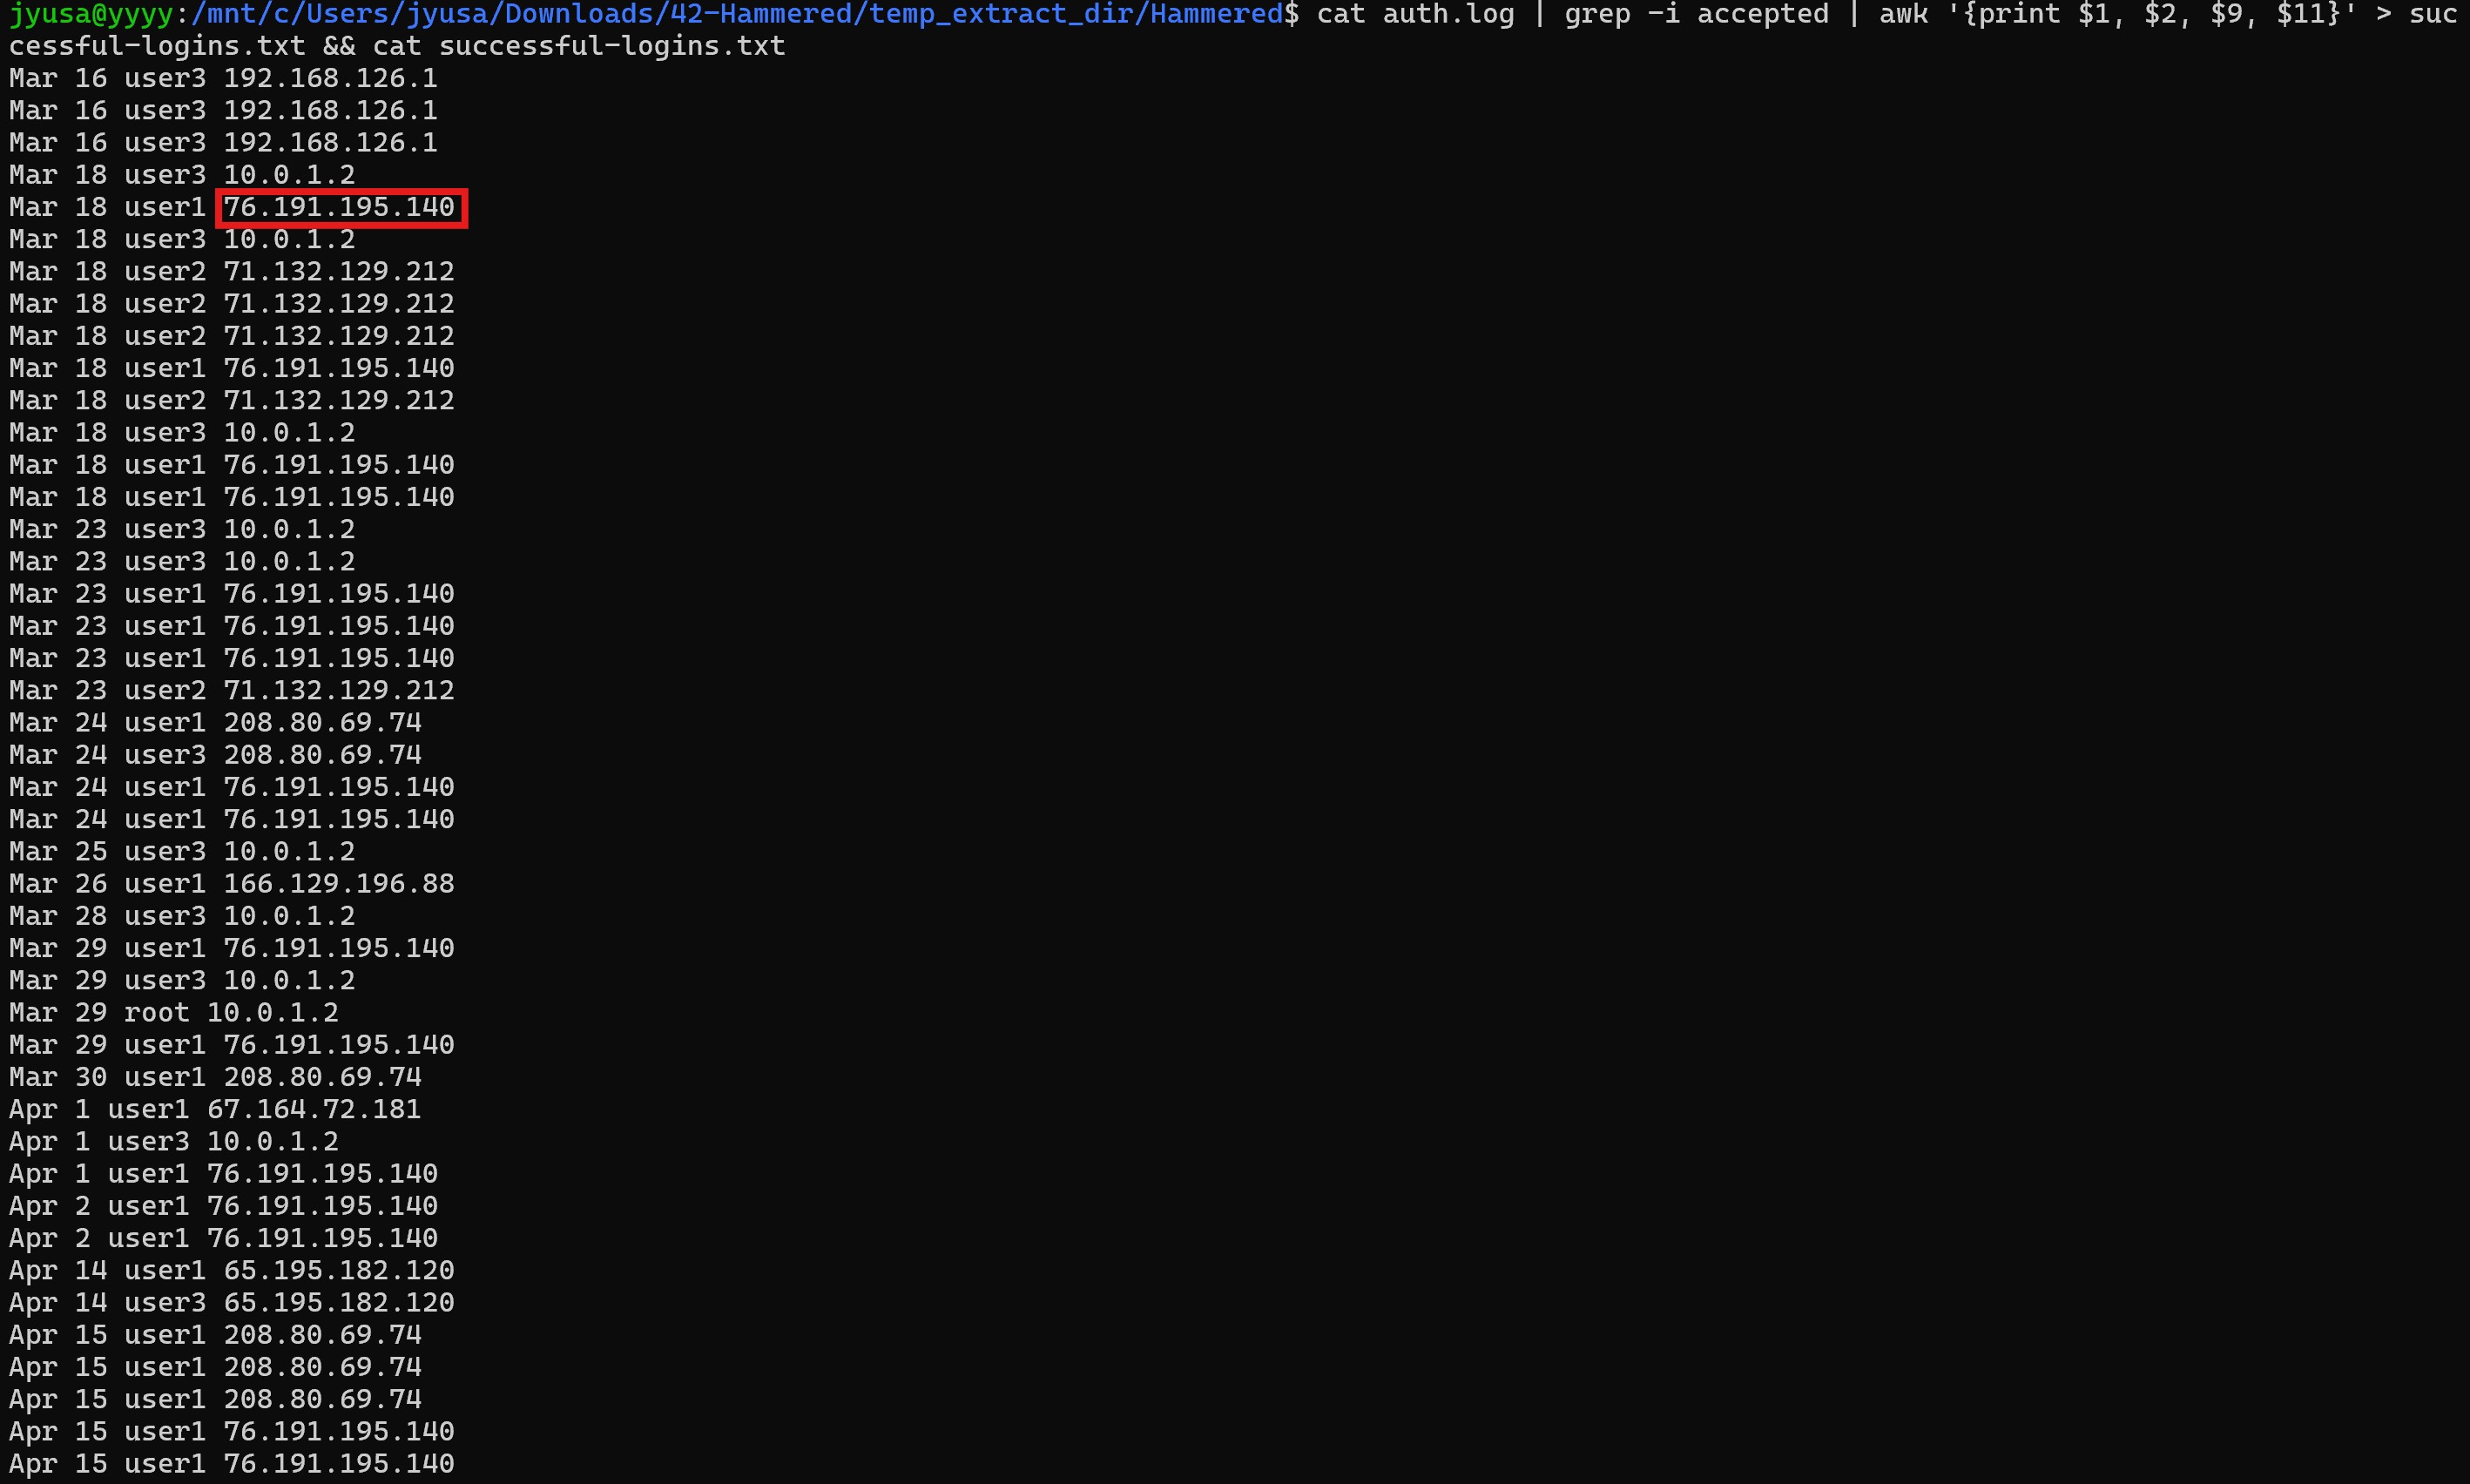 jyusa@yyyy:/mnt/c/Users/jyusa/Downloads/42-Hammered/temp_extract_dir/Hammered$ cat auth.log | grep -i accepted | awk '{print $1, $2, $9, $11}' > suc
cessful-logins.txt && cat successful-logins.txt
Mar 16 user3 192.168.126.1
Mar 16 user3 192.168.126.1
Mar 16 user3 192.168.126.1
Mar 18 user3 10.0.1.2
Mar 18 user1 76.191.195.140
Mar 18 user3 10.0.1.2
Mar 18 user2 71.132.129.212
Mar 18 user2 71.132.129.212
Mar 18 user2 71.132.129.212
Mar 18 user1 76.191.195.140
Mar 18 user2 71.132.129.212
Mar 18 user3 10.0.1.2
Mar 18 user1 76.191.195.140
Mar 18 user1 76.191.195.140
Mar 23 user3 10.0.1.2
Mar 23 user3 10.0.1.2
Mar 23 user1 76.191.195.140
Mar 23 user1 76.191.195.140
Mar 23 user1 76.191.195.140
Mar 23 user2 71.132.129.212
Mar 24 user1 208.80.69.74
Mar 24 user3 208.80.69.74
Mar 24 user1 76.191.195.140
Mar 24 user1 76.191.195.140
Mar 25 user3 10.0.1.2
Mar 26 user1 166.129.196.88
Mar 28 user3 10.0.1.2
Mar 29 user1 76.191.195.140
Mar 29 user3 10.0.1.2
Mar 29 root 10.0.1.2
Mar 29 user1 76.191.195.140
Mar 30 user1 208.80.69.74
Apr 1 user1 67.164.72.181
Apr 1 user3 10.0.1.2
Apr 1 user1 76.191.195.140
Apr 2 user1 76.191.195.140
Apr 2 user1 76.191.195.140
Apr 14 user1 65.195.182.120
Apr 14 user3 65.195.182.120
Apr 15 user1 208.80.69.74
Apr 15 user1 208.80.69.74
Apr 15 user1 208.80.69.74
Apr 15 user1 76.191.195.140
Apr 15 user1 76.191.195.140